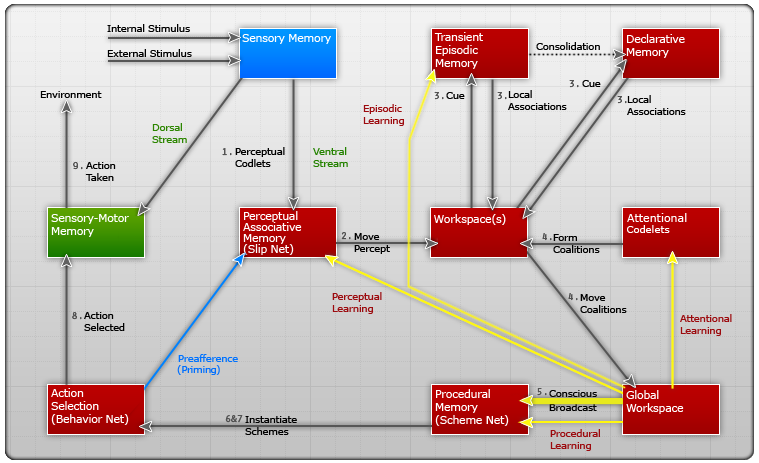 Internal Stimulus
External Stimulus
Sensory Memory
Transient
Episodic
Memory
Consolidation
Declarative
Memory
Environment
3. Cue
3. Local
Associations
3. Cue
3. Local
Associations
Episodic
Learning
Dorsal
Stream
1. Perceptual
Codlets
Ventral
Stream
9. Action
Taken
Sensory-Motor
Memory
Perceptual
Associative
Memory
(Slip Net)
2. Move
Percept
Workspace(s)
4. Form
Coalitions
Attentional
Codelets
8. Action
Selected
Perceptual
Learning
4. Move
Coalitions
Attentional
Learning
Preafference
(Priming)
Action
Selection
(Behavior Net)
6&7 Instantiate
Schemes
Procedural
Memory
(Scheme Net)
5. Conscious
Broadcast
Global
Workspace
Procedural
Learning